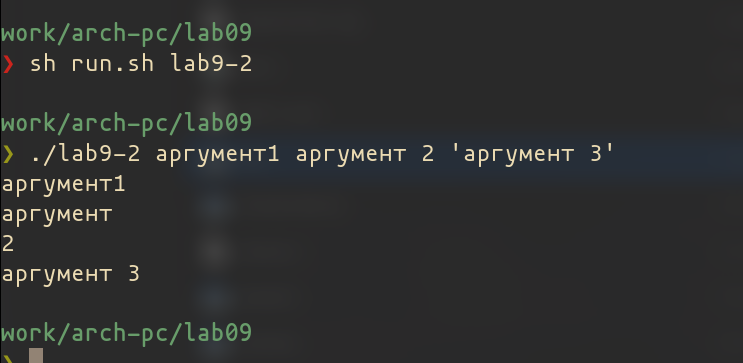 work/arch-pc/lab09
❯ sh run.sh lab9-2
work/arch-pc/lab09
❯ ./lab9-2 аргумент1 аргумент 2 'аргумент 3'
аргумент1
аргумент
2
аргумент 3
work/arch-pc/lab09
❯